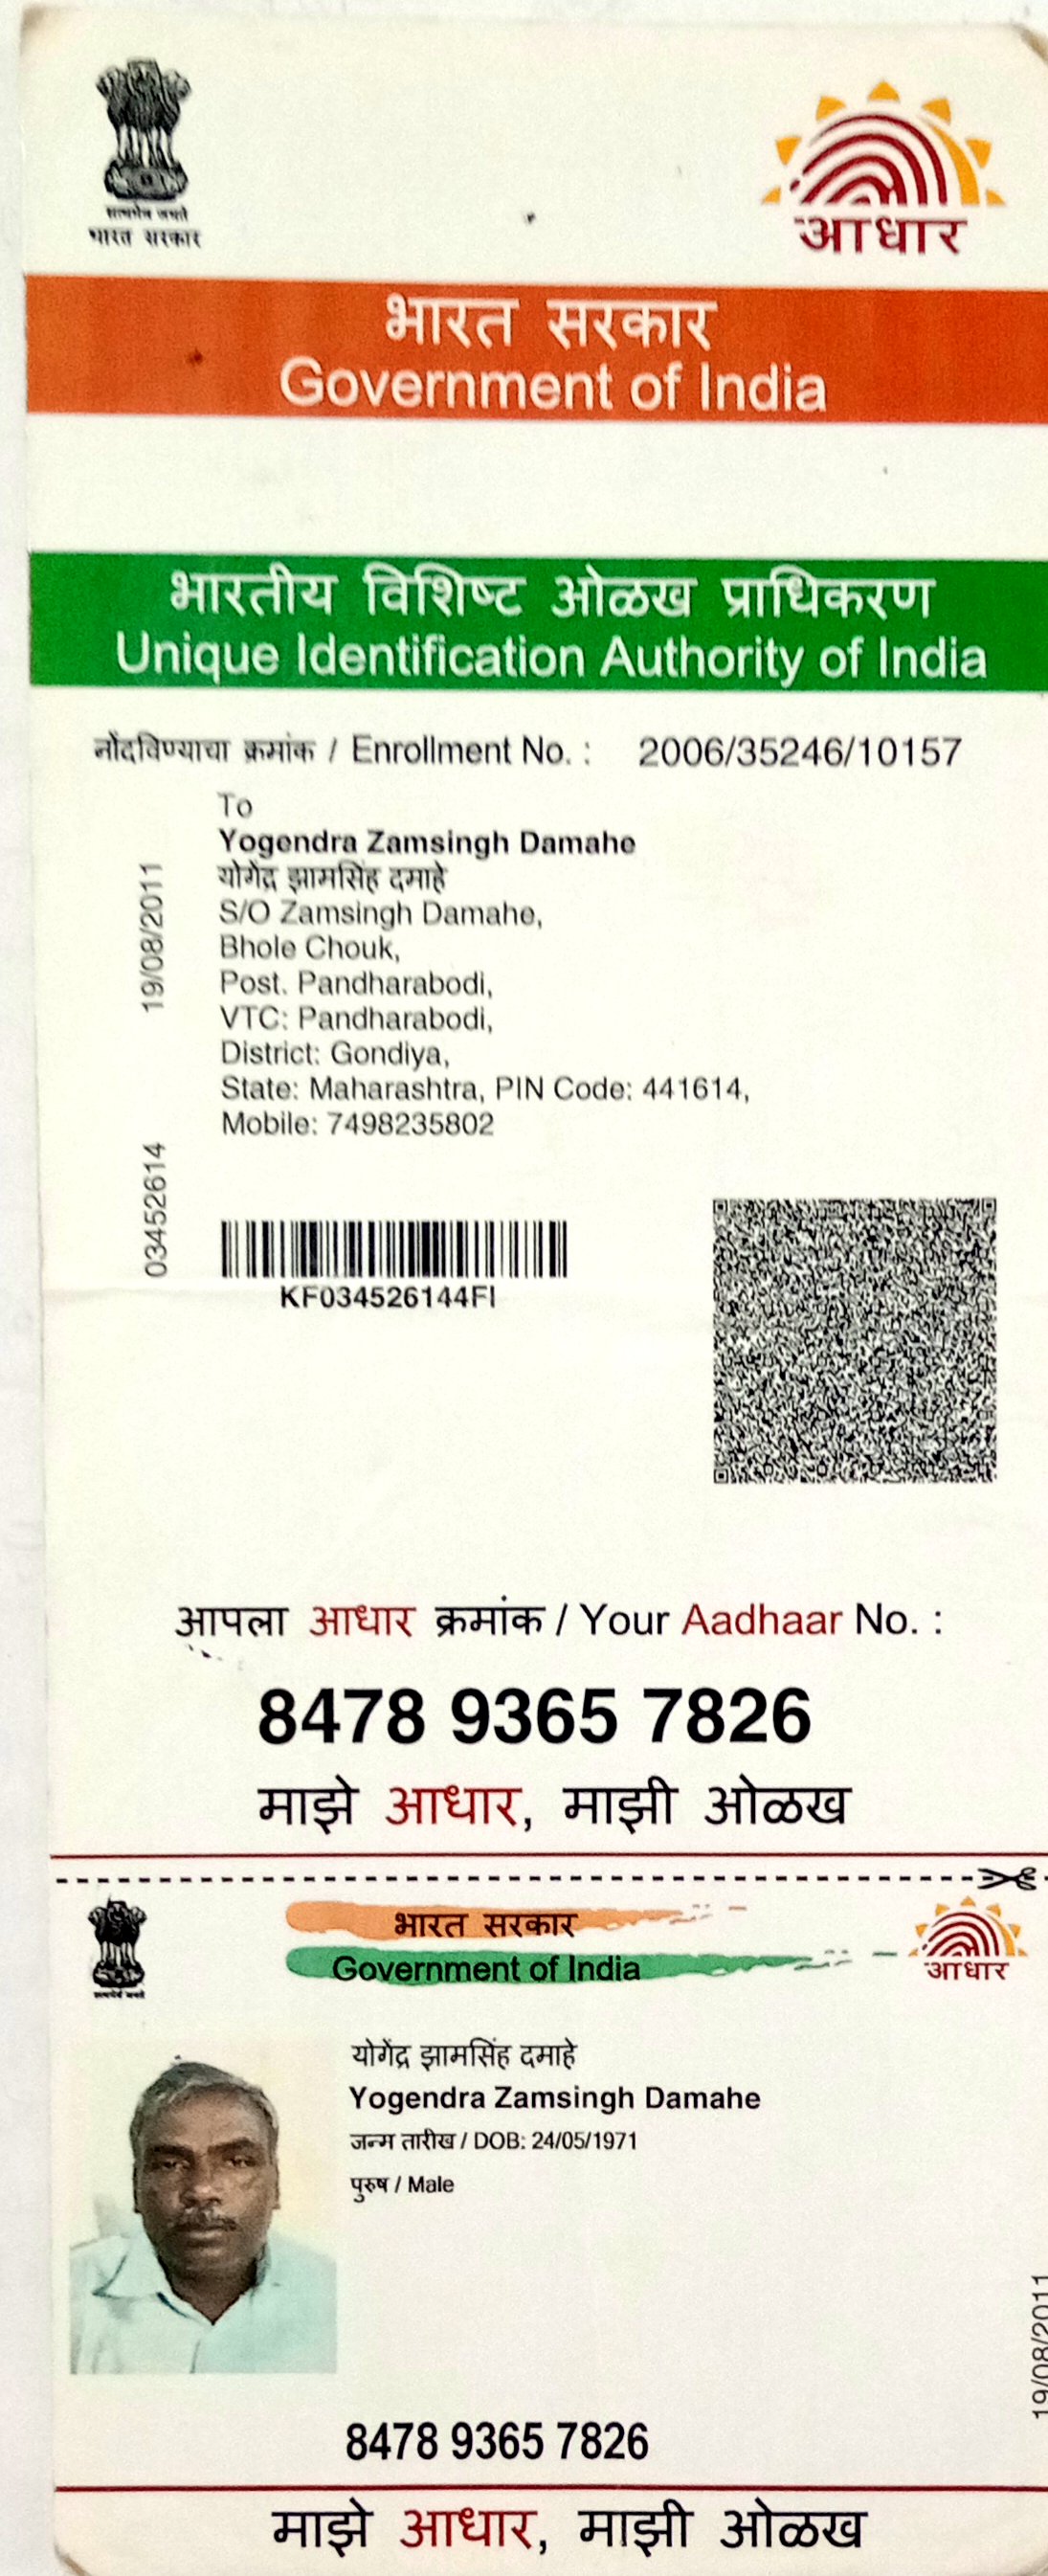 सत्यमेव जयते
भारत सरकार
आधार
भारत सरकार
Government of India
भारतीय विशिष्ट ओळख प्राधिकरण
Unique Identification Authority of India
नोंदविण्याचा क्रमांक / Enrollment No. : 2006/35246/10157
To
Yogendra Zamsingh Damahe
योगेंद्र झामसिंह दमाहे
S/O Zamsingh Damahe,
Bhole Chouk,
Post. Pandharabodi,
VTC: Pandharabodi,
District: Gondiya,
State: Maharashtra, PIN Code: 441614,
Mobile: 7498235802
19/08/2011
03452614
KF034526144FI
आपला आधार क्रमांक / Your Aadhaar No. :
8478 9365 7826
माझे आधार, माझी ओळख
सत्यमेव जयते
भारत सरकार
Government of India
आधार
योगेंद्र झामसिंह दमाहे
Yogendra Zamsingh Damahe
जन्म तारीख / DOB: 24/05/1971
पुरुष / Male
19/08/2011
8478 9365 7826
माझे आधार, माझी ओळख